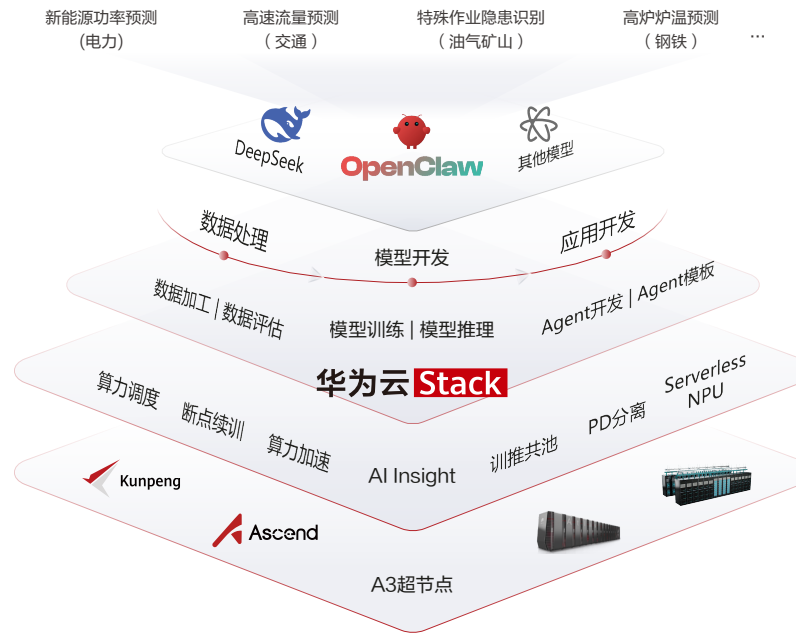 新能源功率预测
(电力)
高速流量预测
（交通）
特殊作业隐患识别
（油气矿山）
高炉炉温预测
（钢铁）
...
DeepSeek
OpenClaw
其他模型
数据处理
模型开发
应用开发
数据加工 | 数据评估
模型训练 | 模型推理
Agent开发 | Agent模板
华为云 Stack
算力调度
断点续训
算力加速
AI Insight
训推共池
PD分离
Serverless
NPU
Kunpeng
Ascend
A3超节点